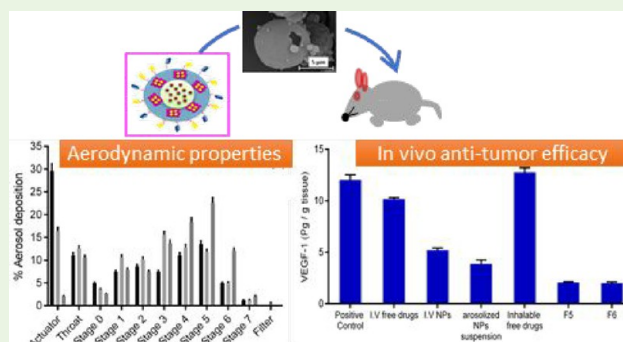 5 μm
Aerodynamic properties
In vivo anti-tumor efficacy
% Aerosol deposition
35
30
25
20
15
10
5
0
Actuator
Throat
Stage 0
Stage 1
Stage 2
Stage 3
Stage 4
Stage 5
Stage 6
Stage 7
Filter
VEGF-1 (Pg / g tissue)
15
10
5
0
Positive
Control
I.V free drugs
I.V NPs
arosolized
NPs
suspension
Inhalable
free drugs
F5
F6